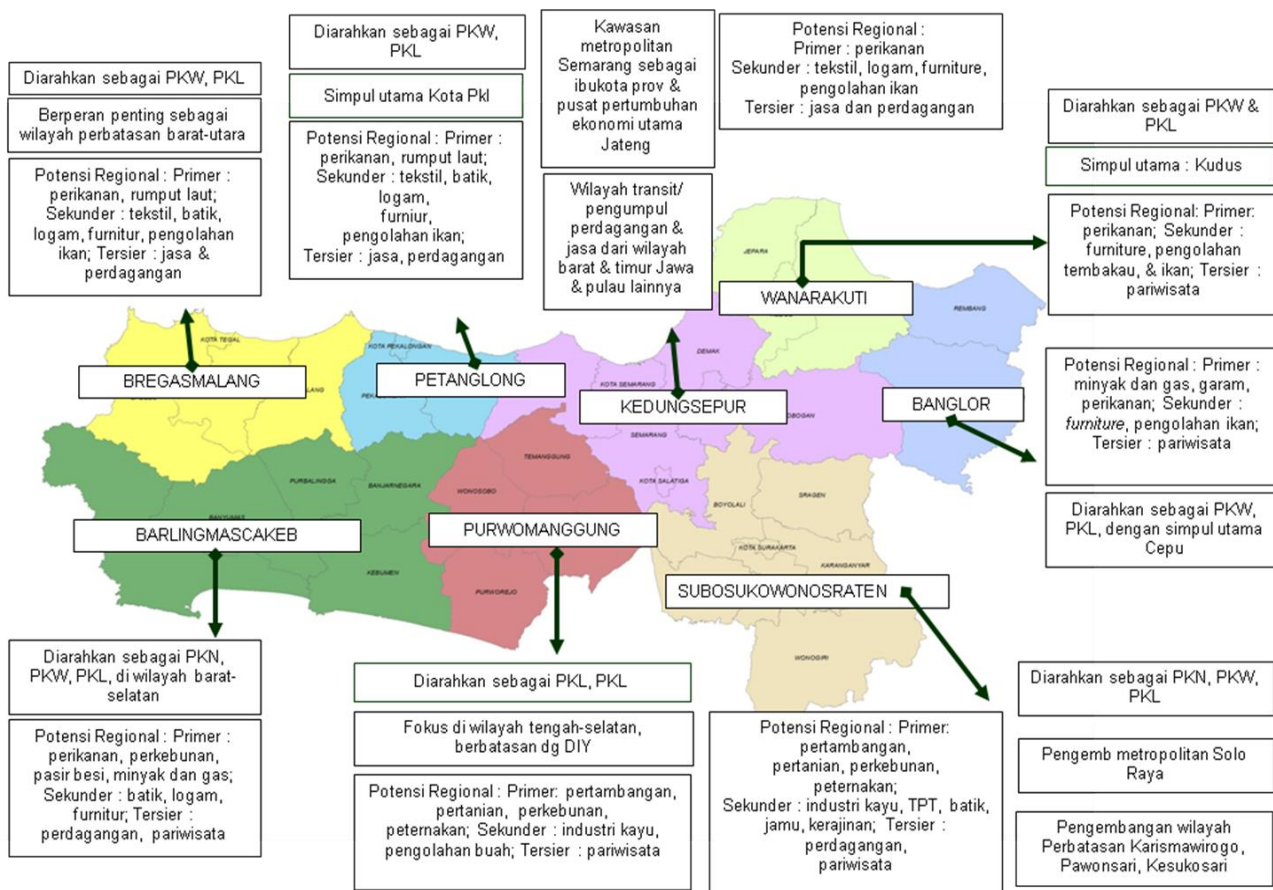 Diarahkan sebagai PKW, PKL
Berperan penting sebagai
wilayah perbatasan barat-utara
Potensi Regional : Primer :
perikanan, rumput laut;
Sekunder : tekstil, batik,
logam, furnitur, pengolahan
ikan; Tersier : jasa &
perdagangan
Diarahkan sebagai PKW,
PKL
Simpul utama Kota Pkl
Potensi Regional : Primer :
perikanan, rumput laut;
Sekunder : tekstil, batik,
logam,
furniur,
pengolahan ikan;
Tersier : jasa, perdagangan
Kawasan
metropolitan
Semarang sebagai
ibukota prov &
pusat pertumbuhan
ekonomi utama
Jateng
Wilayah transit/
pengumpul
perdagangan &
jasa dari wilayah
barat & timur Jawa
& pulau lainnya
Potensi Regional :
Primer : perikanan
Sekunder : tekstil, logam, furniture,
pengolahan ikan
Tersier : jasa dan perdagangan
Diarahkan sebagai PKW &
PKL
Simpul utama : Kudus
Potensi Regional: Primer:
perikanan; Sekunder :
furniture, pengolahan
tembakau, & ikan; Tersier :
pariwisata
JEPARA
WANARAKUTI
REMBANG
KOTA TEGAL
BREGASMALANG
LANG
KOTA PEKALONGAN
PETANGLONG
DEMAK
KOTA SEMARANG
KEDUNGSEPUR
OBOGAN
BANGLOR
SEMARANG
KOTA SALATIGA
Potensi Regional : Primer :
minyak dan gas, garam,
perikanan; Sekunder :
furniture, pengolahan ikan;
Tersier : pariwisata
Diarahkan sebagai PKW,
PKL, dengan simpul utama
Cepu
PURBALINGGA
BANJARNEGARA
BARLINGMASCAKEB
KEBUMEN
TEMANGGUNG
WONOSOBO
PURWOMANGGUNG
PURWOREJO
BOYOLALI
SRAGEN
KOTA SURAKARTA
KARANGANYAR
SUBOSUKOWONOSRATEN
WONOGIRI
Diarahkan sebagai PKN,
PKW, PKL, di wilayah barat-
selatan
Potensi Regional : Primer :
perikanan, perkebunan,
pasir besi, minyak dan gas;
Sekunder : batik, logam,
furnitur; Tersier :
perdagangan, pariwisata
Diarahkan sebagai PKL, PKL
Fokus di wilayah tengah-selatan,
berbatasan dg DIY
Potensi Regional : Primer: pertambangan,
pertanian, perkebunan,
peternakan; Sekunder : industri kayu,
pengolahan buah; Tersier : pariwisata
Potensi Regional : Primer:
pertambangan,
pertanian, perkebunan,
peternakan;
Sekunder : industri kayu, TPT, batik,
jamu, kerajinan; Tersier :
perdagangan,
pariwisata
Diarahkan sebagai PKN, PKW,
PKL
Pengemb metropolitan Solo
Raya
Pengembangan wilayah
Perbatasan Karismawirogo,
Pawonsari, Kesukosari